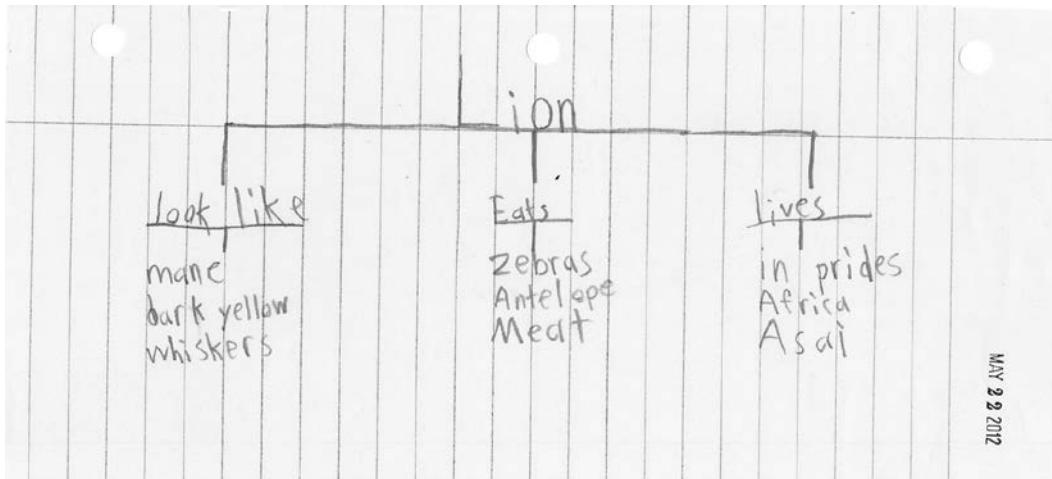 Lion
Look like
Eats
lives
mane
dark yellow
whiskers
zebras
Antelope
Meat
in prides
Africa
Asai
MAY 22 2012